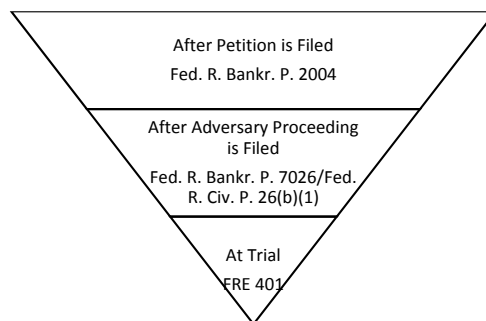 After Petition is Filed
Fed. R. Bankr. P. 2004
After Adversary Proceeding
is Filed
Fed. R. Bankr. P. 7026/Fed.
R. Civ. P. 26(b)(1)
At Trial
FRE 401